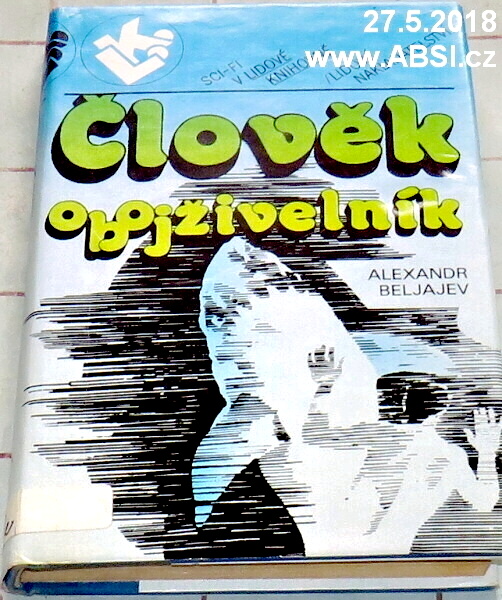 27.5.2018
www.ABSI.cz
SCI-FI
V LIDOVÉ
Člověk
obojživelník
ALEXANDR
BELJAJEV